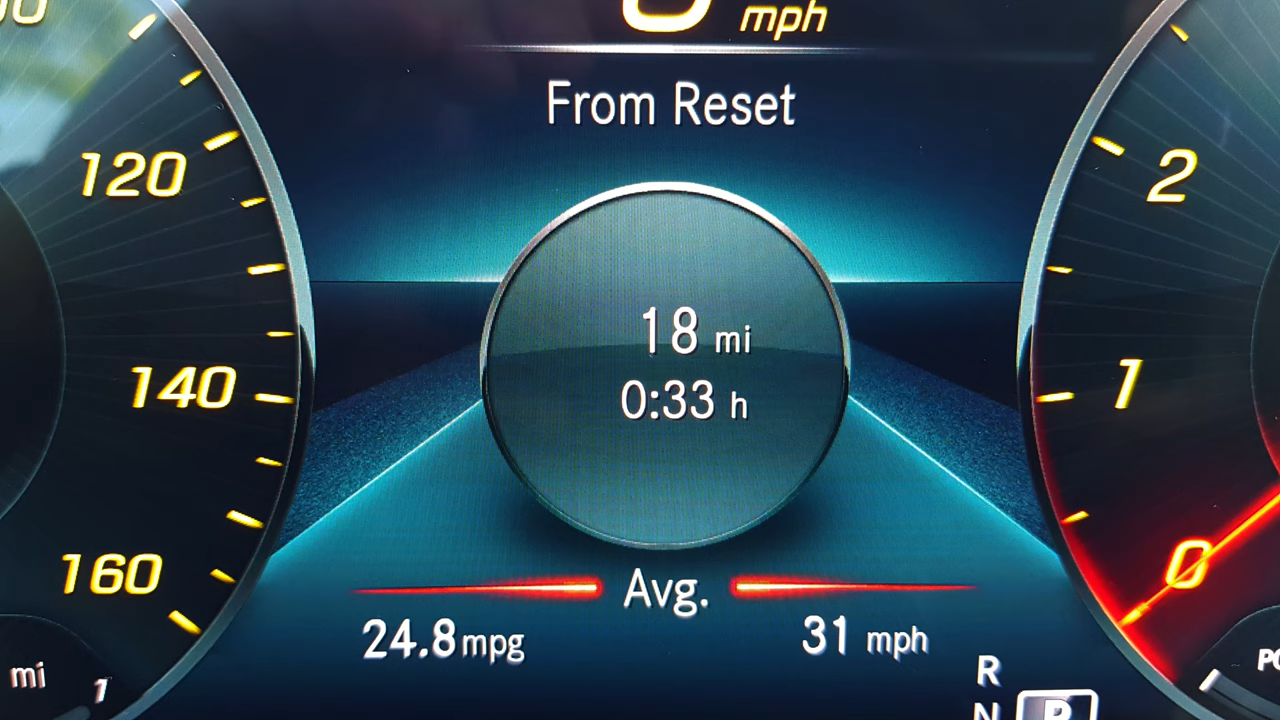 mph
From Reset
120
2
18 mi
0:33 h
140
1
160
0
Avg.
24.8 mpg
31 mph
R
mi
1
N
P